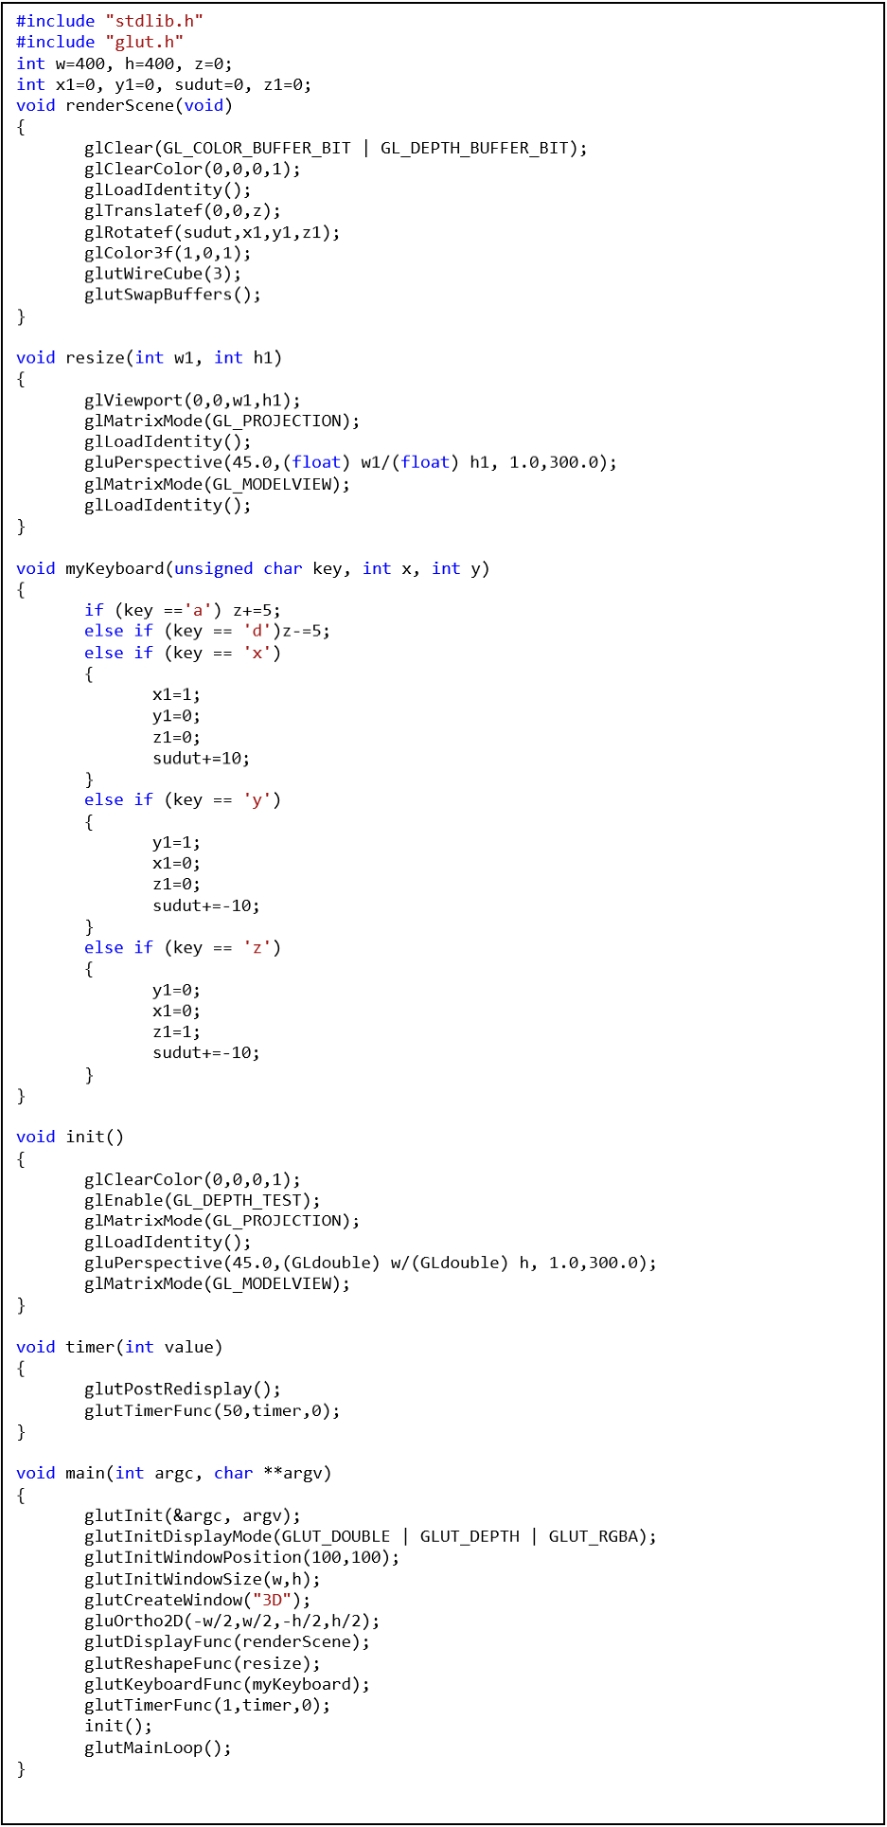 #include "stdlib.h"
#include "glut.h"
int w=400, h=400, z=0;
int x1=0, y1=0, sudut=0, z1=0;
void renderScene(void)
{
glClear(GL_COLOR_BUFFER_BIT | GL_DEPTH_BUFFER_BIT);
glClearColor(0,0,0,1);
glLoadIdentity();
glTranslatef(0,0,z);
glRotatef(sudut,x1,y1,z1);
glColor3f(1,0,1);
glutWireCube(3);
glutSwapBuffers();
}
void resize(int w1, int h1)
{
glViewport(0,0,w1,h1);
glMatrixMode(GL_PROJECTION);
glLoadIdentity();
gluPerspective(45.0,(float) w1/(float) h1, 1.0,300.0);
glMatrixMode(GL_MODELVIEW);
glLoadIdentity();
}
void myKeyboard(unsigned char key, int x, int y)
{
if (key =='a') z+=5;
else if (key == 'd')z-=5;
else if (key == 'x')
{
x1=1;
y1=0;
z1=0;
sudut+=10;
}
else if (key == 'y')
{
y1=1;
x1=0;
z1=0;
sudut+=-10;
}
else if (key == 'z')
{
y1=0;
x1=0;
z1=1;
sudut+=-10;
}
}
void init()
{
glClearColor(0,0,0,1);
glEnable(GL_DEPTH_TEST);
glMatrixMode(GL_PROJECTION);
glLoadIdentity();
gluPerspective(45.0,(GLdouble) w/(GLdouble) h, 1.0,300.0);
glMatrixMode(GL_MODELVIEW);
}
void timer(int value)
{
glutPostRedisplay();
glutTimerFunc(50,timer,0);
}
void main(int argc, char **argv)
{
glutInit(&argc, argv);
glutInitDisplayMode(GLUT_DOUBLE | GLUT_DEPTH | GLUT_RGBA);
glutInitWindowPosition(100,100);
glutInitWindowSize(w,h);
glutCreateWindow("3D");
gluOrtho2D(-w/2,w/2,-h/2,h/2);
glutDisplayFunc(renderScene);
glutReshapeFunc(resize);
glutKeyboardFunc(myKeyboard);
glutTimerFunc(1,timer,0);
init();
glutMainLoop();
}